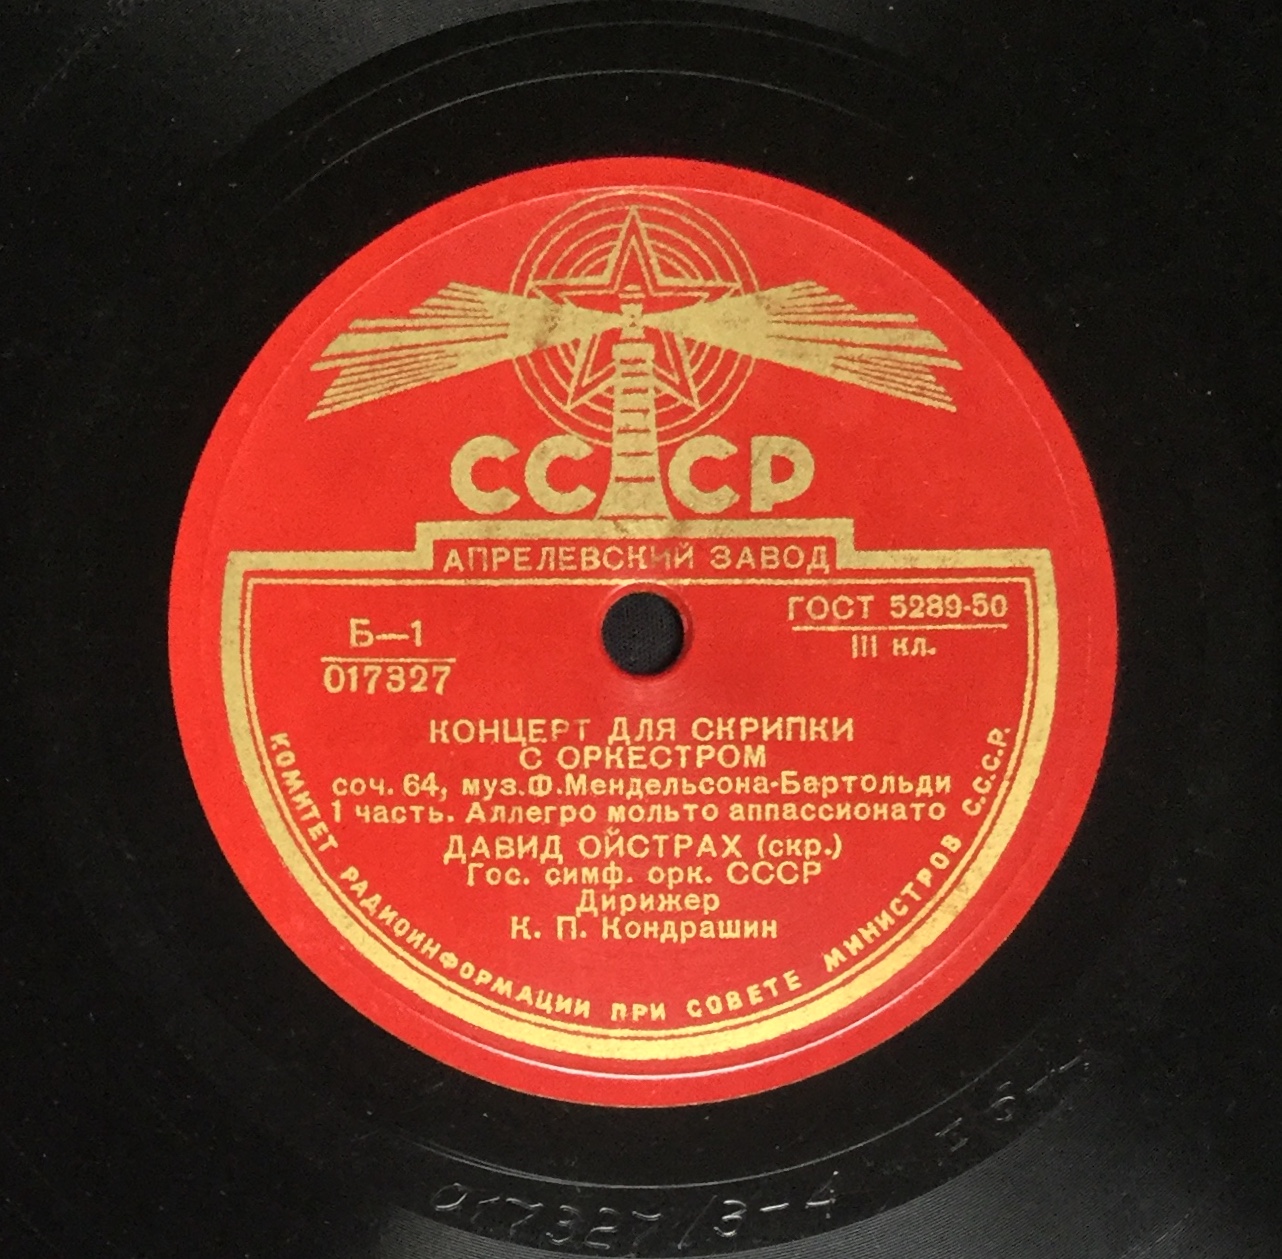 СССР
АПРЕЛЕВСКИЙ ЗАВОД
Б—1
017327
ГОСТ 5289-50
III кл.
КОНЦЕРТ ДЛЯ СКРИПКИ
С ОРКЕСТРОМ
соч. 64, муз. Ф. Мендельсона-Бартольди
1 часть. Аллегро мольто аппассионато
ДАВИД ОЙСТРАХ (скр.)
Гос. симф. орк. СССР
Дирижер
К. П. Кондрашин
КОМИТЕТ РАДИОИНФОРМАЦИИ ПРИ СОВЕТЕ МИНИСТРОВ С.С.С.Р.
017327/3-4